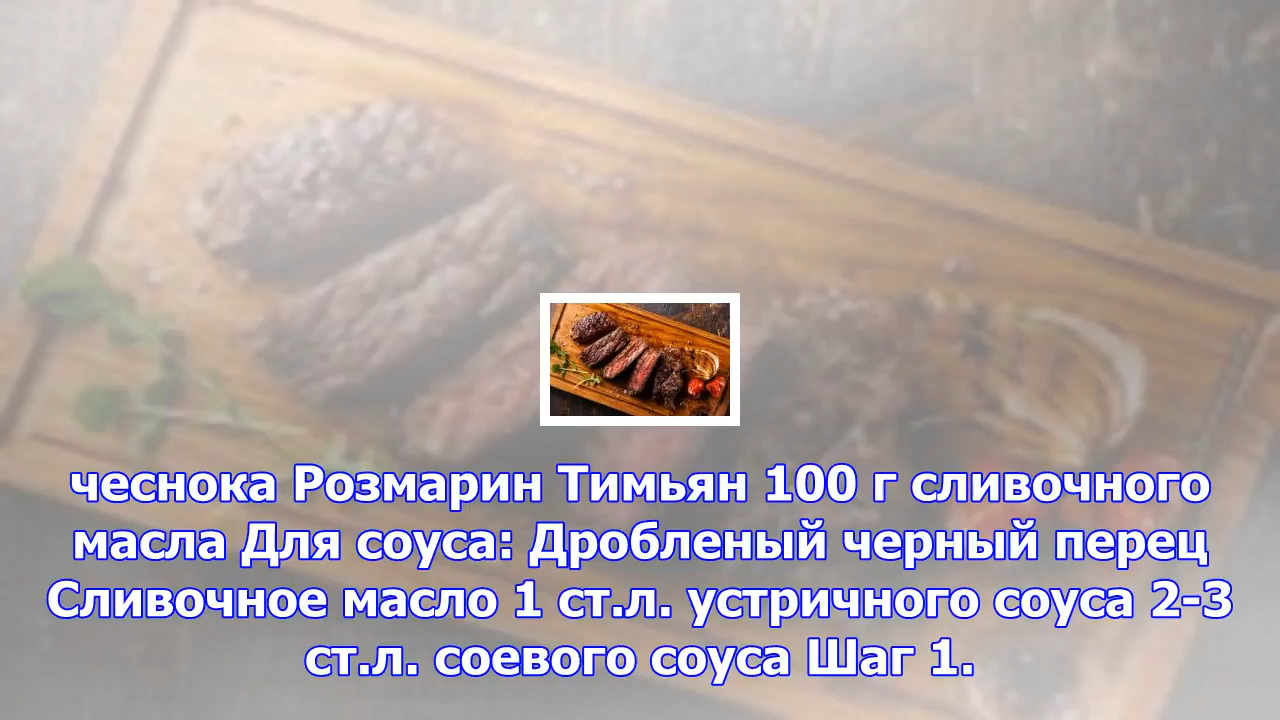 чеснока Розмарин Тимьян 100 г сливочного
масла Для соуса: Дробленый черный перец
Сливочное масло 1 ст.л. устричного соуса 2-3
ст.л. соевого соуса Шаг 1.